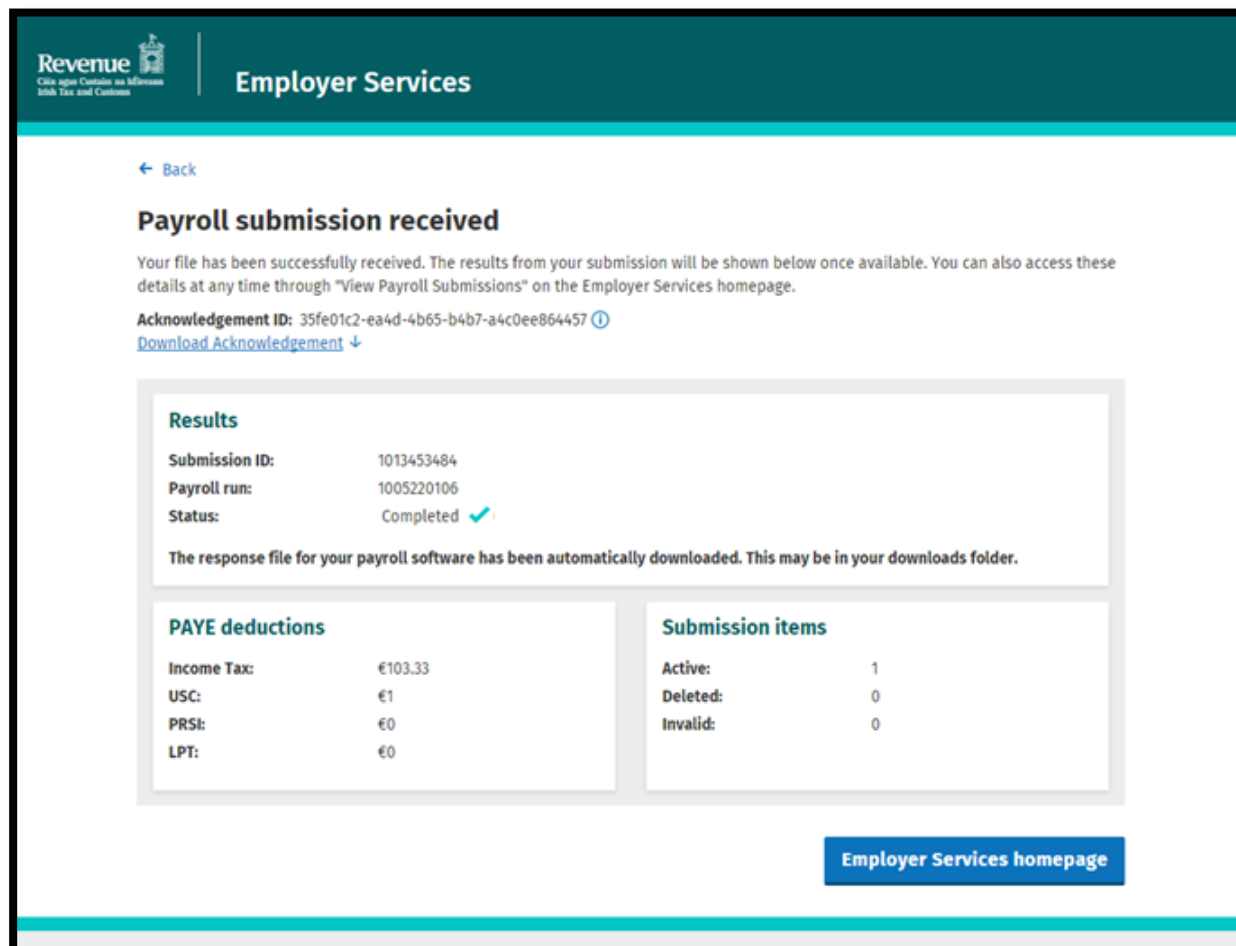 Revenue
Cáin agus Custaim na hÉireann
Irish Tax and Customs
Employer Services
← Back
Payroll submission received
Your file has been successfully received. The results from your submission will be shown below once available. You can also access these
details at any time through "View Payroll Submissions" on the Employer Services homepage.
Acknowledgement ID: 35fe01c2-ea4d-4b65-b4b7-a4c0ee864457
Download Acknowledgement ↓
Results
Submission ID: 1013453484
Payroll run: 1005220106
Status: Completed
The response file for your payroll software has been automatically downloaded. This may be in your downloads folder.
PAYE deductions
Income Tax: €103.33
USC: €1
PRSI: €0
LPT: €0
Submission items
Active: 1
Deleted: 0
Invalid: 0
Employer Services homepage